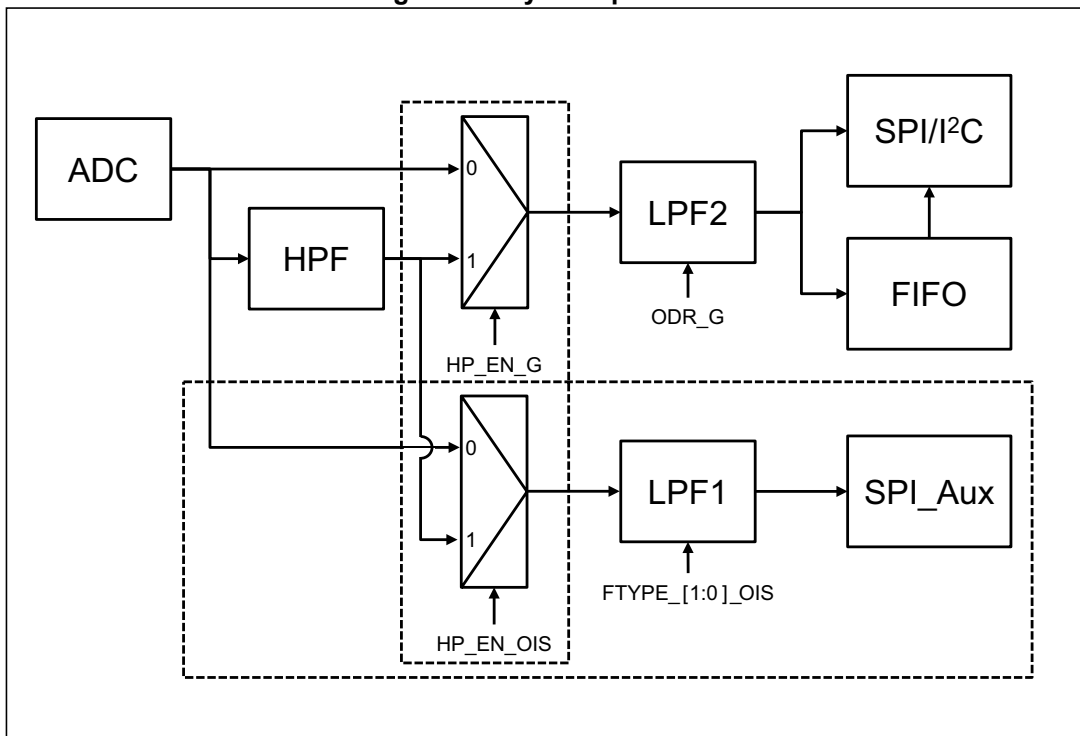 ADC
0
SPI/I²C
HPF
1
LPF2
FIFO
ODR_G
HP_EN_G
0
LPF1
SPI_Aux
1
FTYPE_[1:0]_OIS
HP_EN_OIS